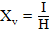 Xᵥ = I/H